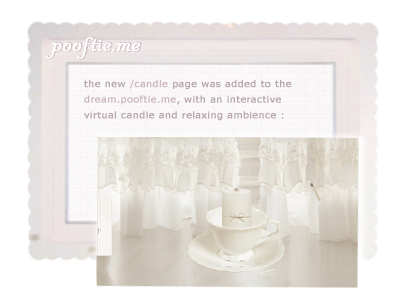 pooftie.me
the new /candle page was added to the
dream.pooftie.me, with an interactive
virtual candle and relaxing ambience :